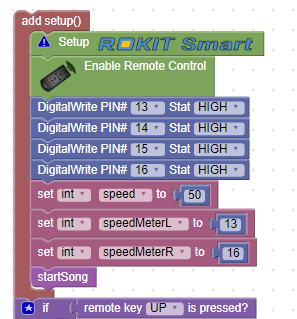 add setup()
Setup ROKIT Smart
Enable Remote Control
DigitalWrite PIN# 13 Stat HIGH
DigitalWrite PIN# 14 Stat HIGH
DigitalWrite PIN# 15 Stat HIGH
DigitalWrite PIN# 16 Stat HIGH
set int speed to 50
set int speedMeterL to 13
set int speedMeterR to 16
startSong
if remote key UP is pressed?